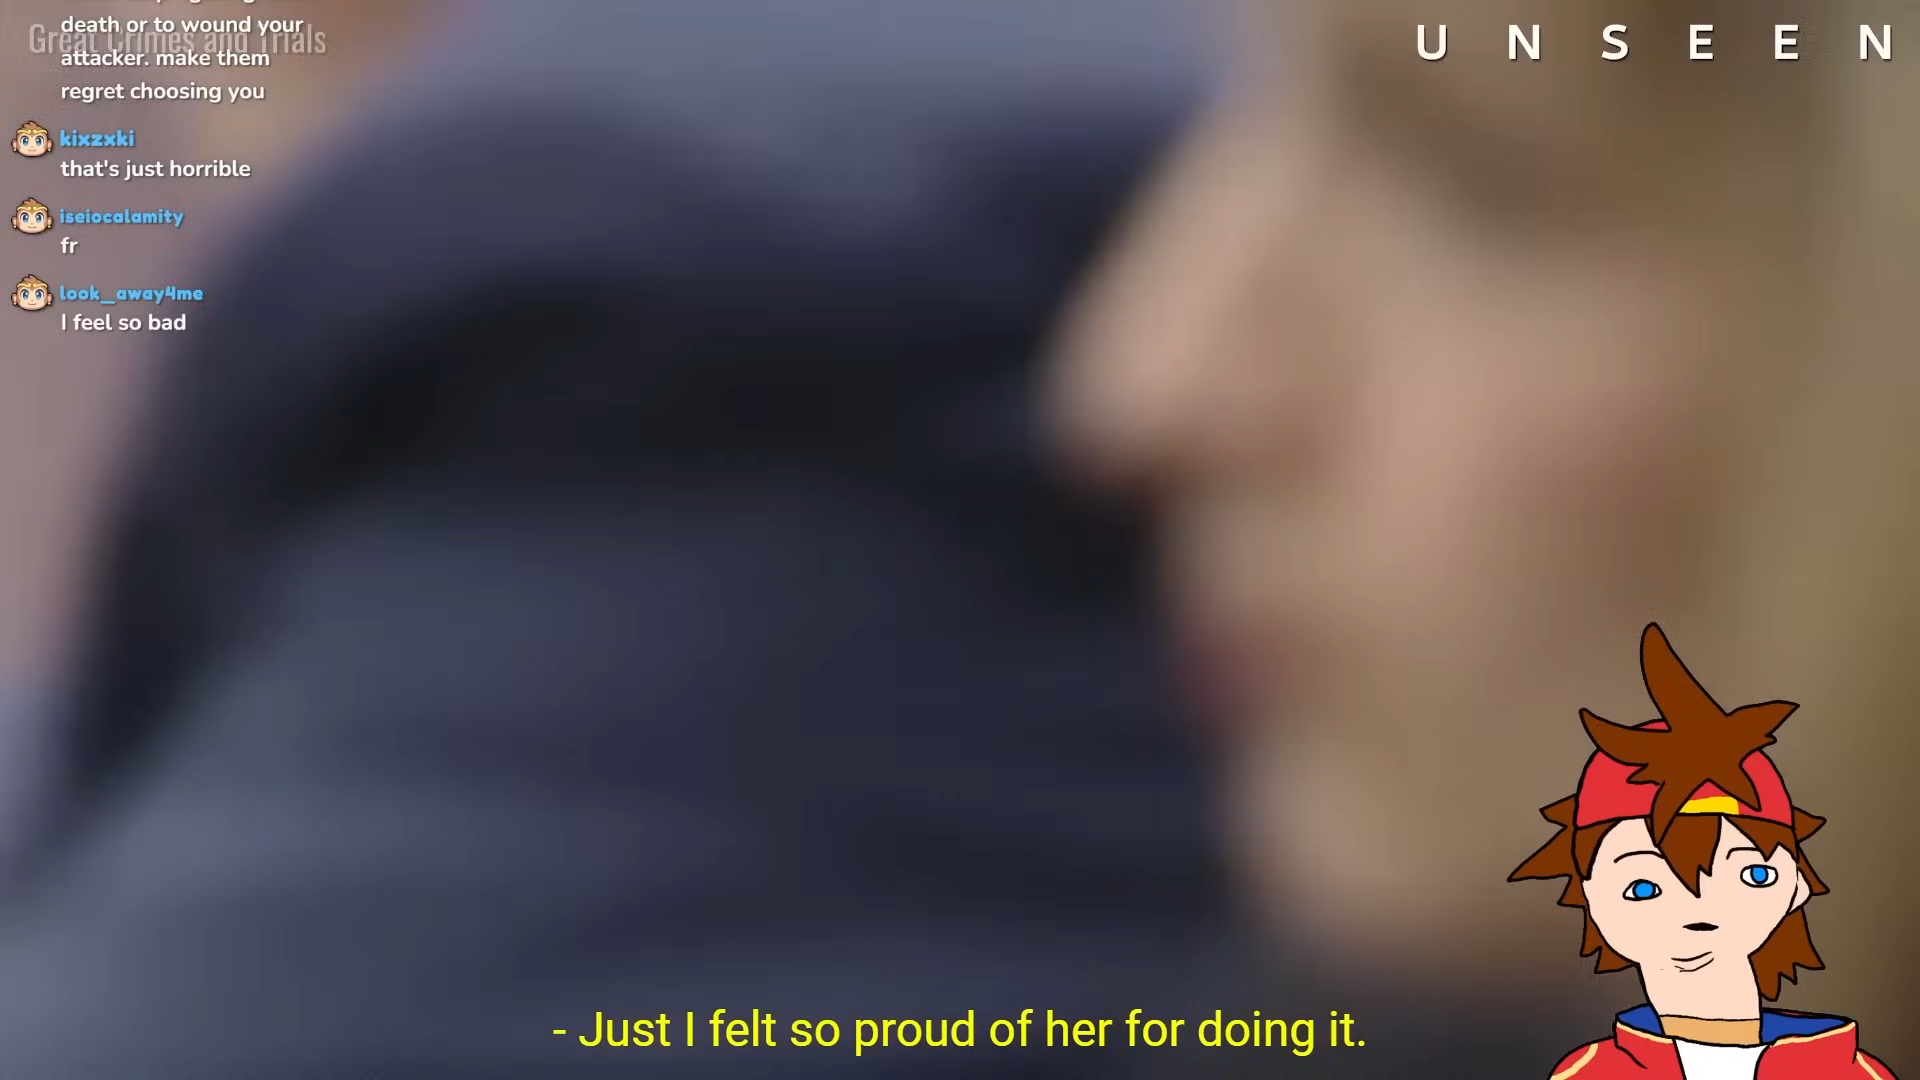 death or to wound your
Great Crimes and Trials
attacker. make them
regret choosing you
kixzxki
that's just horrible
iseiocalamity
fr
look_away4me
I feel so bad
U N S E E N
- Just I felt so proud of her for doing it.